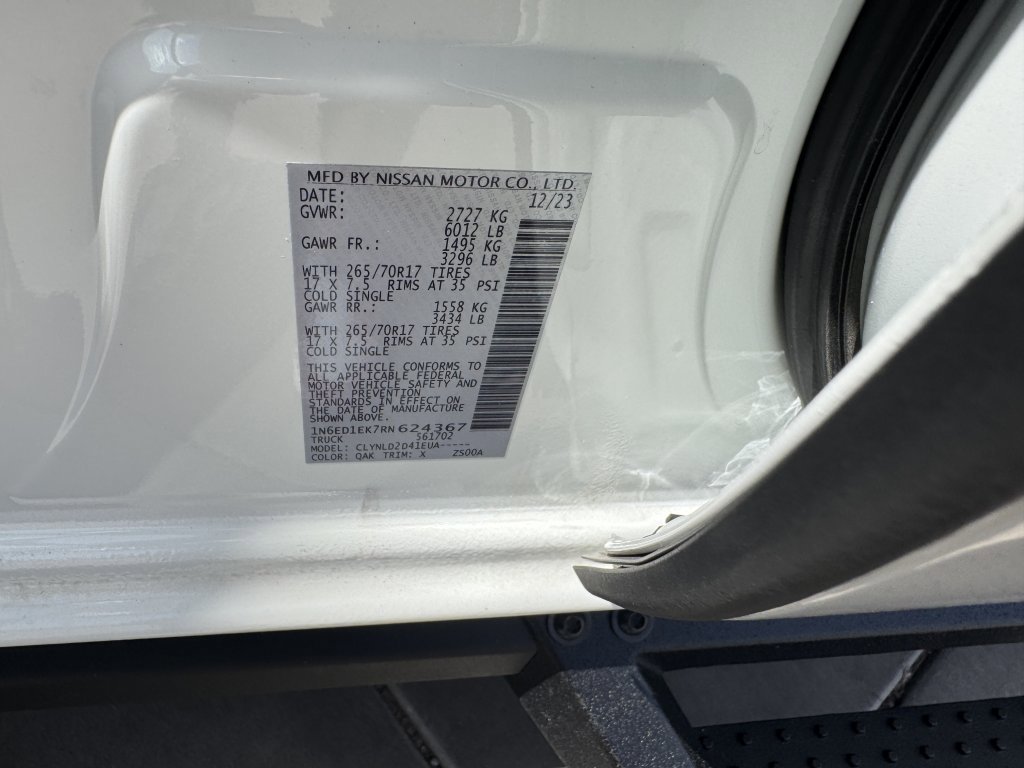 MFD BY NISSAN MOTOR CO., LTD.
DATE: 12/23
GVWR: 2727 KG
6012 LB
GAWR FR.: 1495 KG
3296 LB
WITH 265/70R17 TIRES
17 X 7.5 RIMS AT 35 PSI
COLD SINGLE
GAWR RR.: 1558 KG
3434 LB
WITH 265/70R17 TIRES
17 X 7.5 RIMS AT 35 PSI
COLD SINGLE
THIS VEHICLE CONFORMS TO
ALL APPLICABLE FEDERAL
MOTOR VEHICLE SAFETY AND
THEFT PREVENTION
STANDARDS IN EFFECT ON
THE DATE OF MANUFACTURE
SHOWN ABOVE.
1N6ED1EK7RN624367
TRUCK 561702
MODEL: CLYNLD2D41EUA-----
COLOR: QAK TRIM: X ZS00A